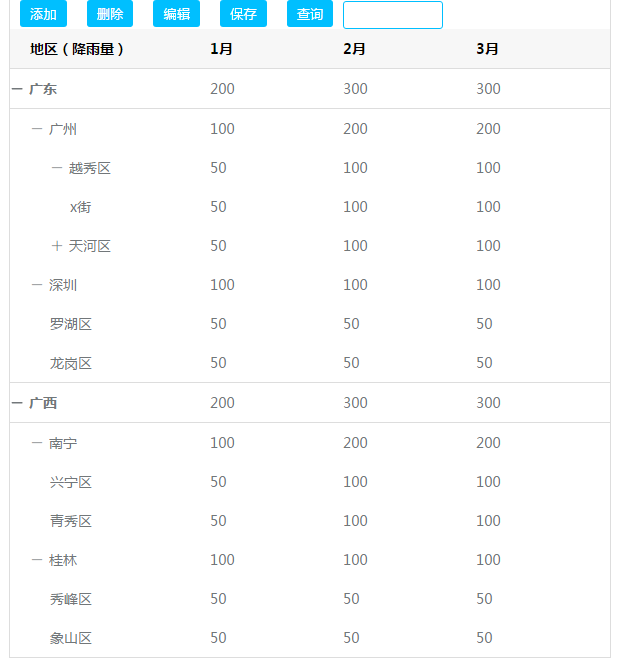 添加 删除 编辑 保存 查询
地区（降雨量） 1月 2月 3月
— 广东 200 300 300
— 广州 100 200 200
— 越秀区 50 100 100
x街 50 100 100
+ 天河区 50 100 100
— 深圳 100 100 100
罗湖区 50 50 50
龙岗区 50 50 50
— 广西 200 300 300
— 南宁 100 200 200
兴宁区 50 100 100
青秀区 50 100 100
— 桂林 100 100 100
秀峰区 50 50 50
象山区 50 50 50